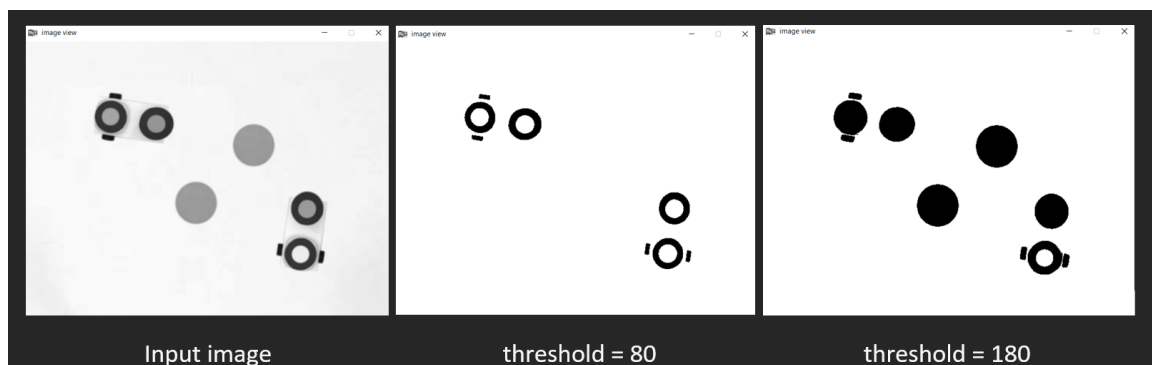 image view
image view
image view
Input image
threshold = 80
threshold = 180